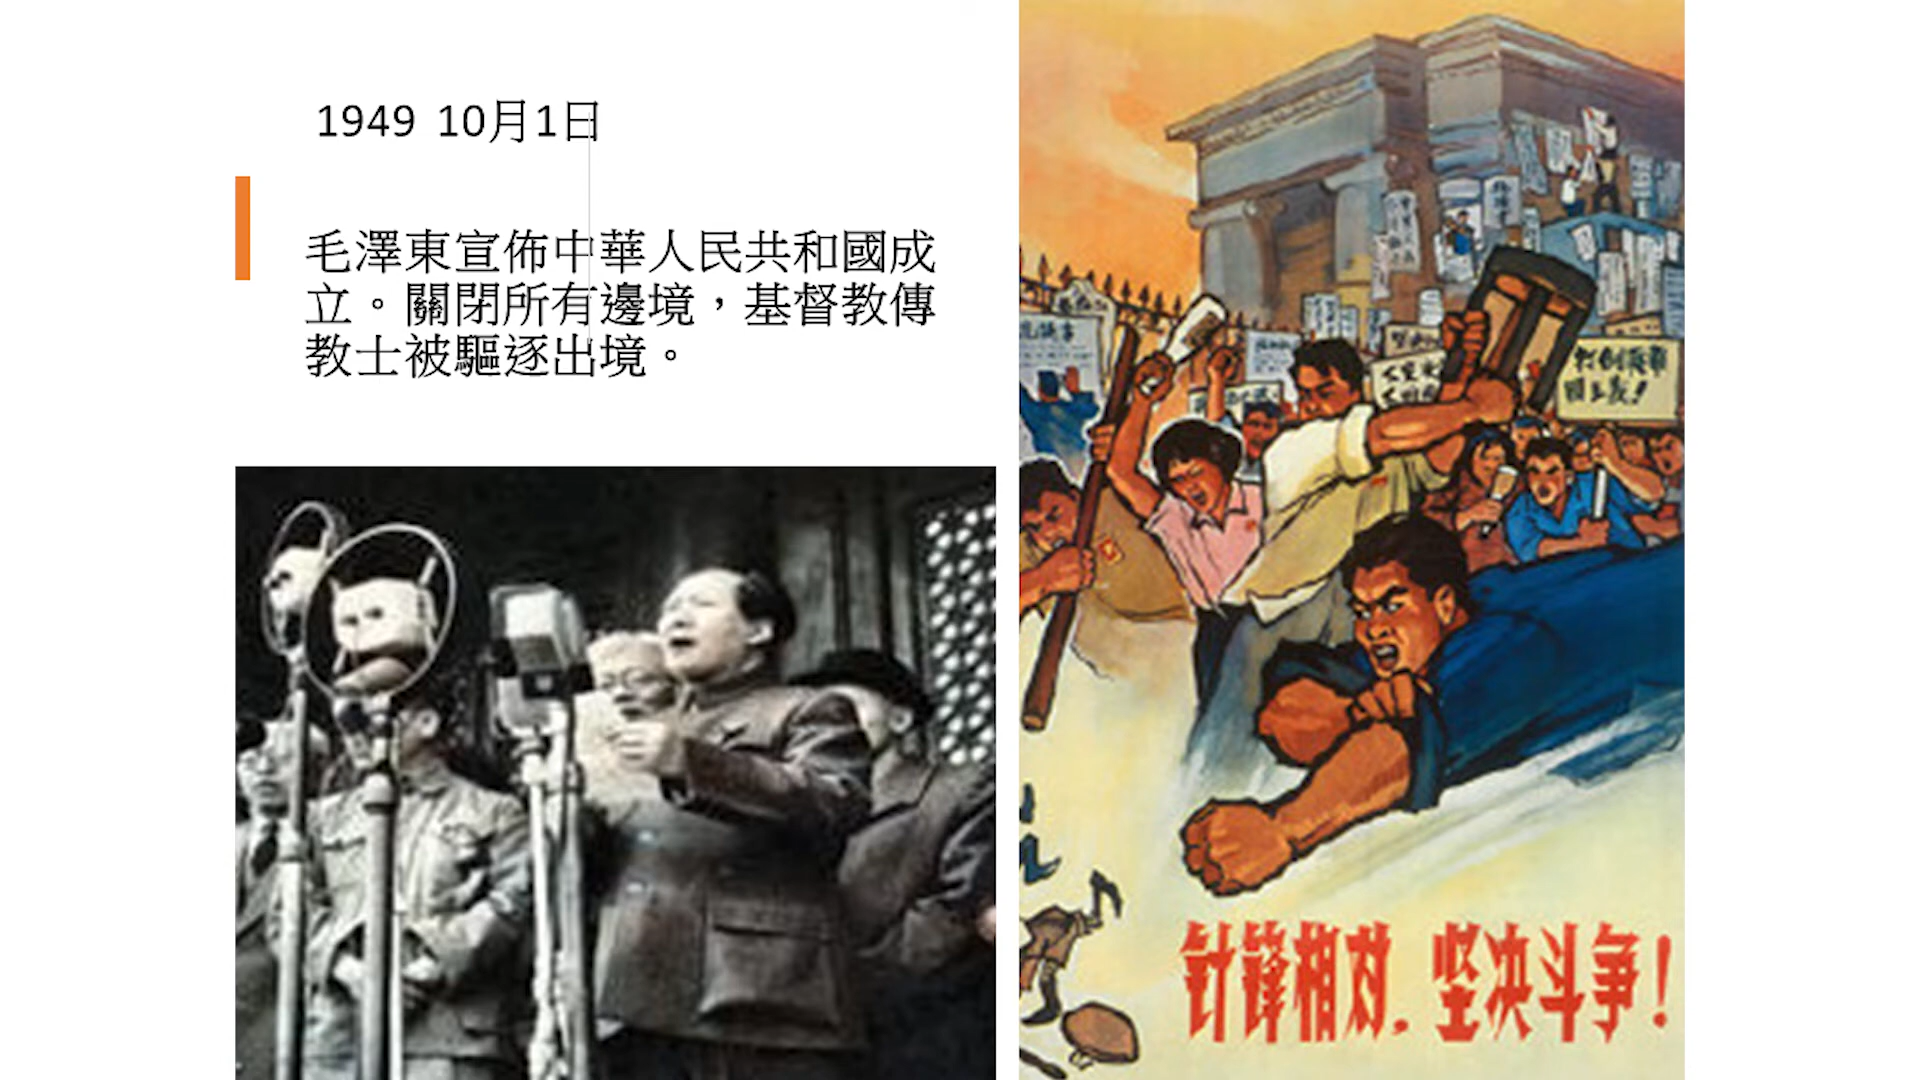 1949 10月1日
毛澤東宣佈中華人民共和國成
立。關閉所有邊境，基督教傳
教士被驅逐出境。
针锋相对，坚决斗争！